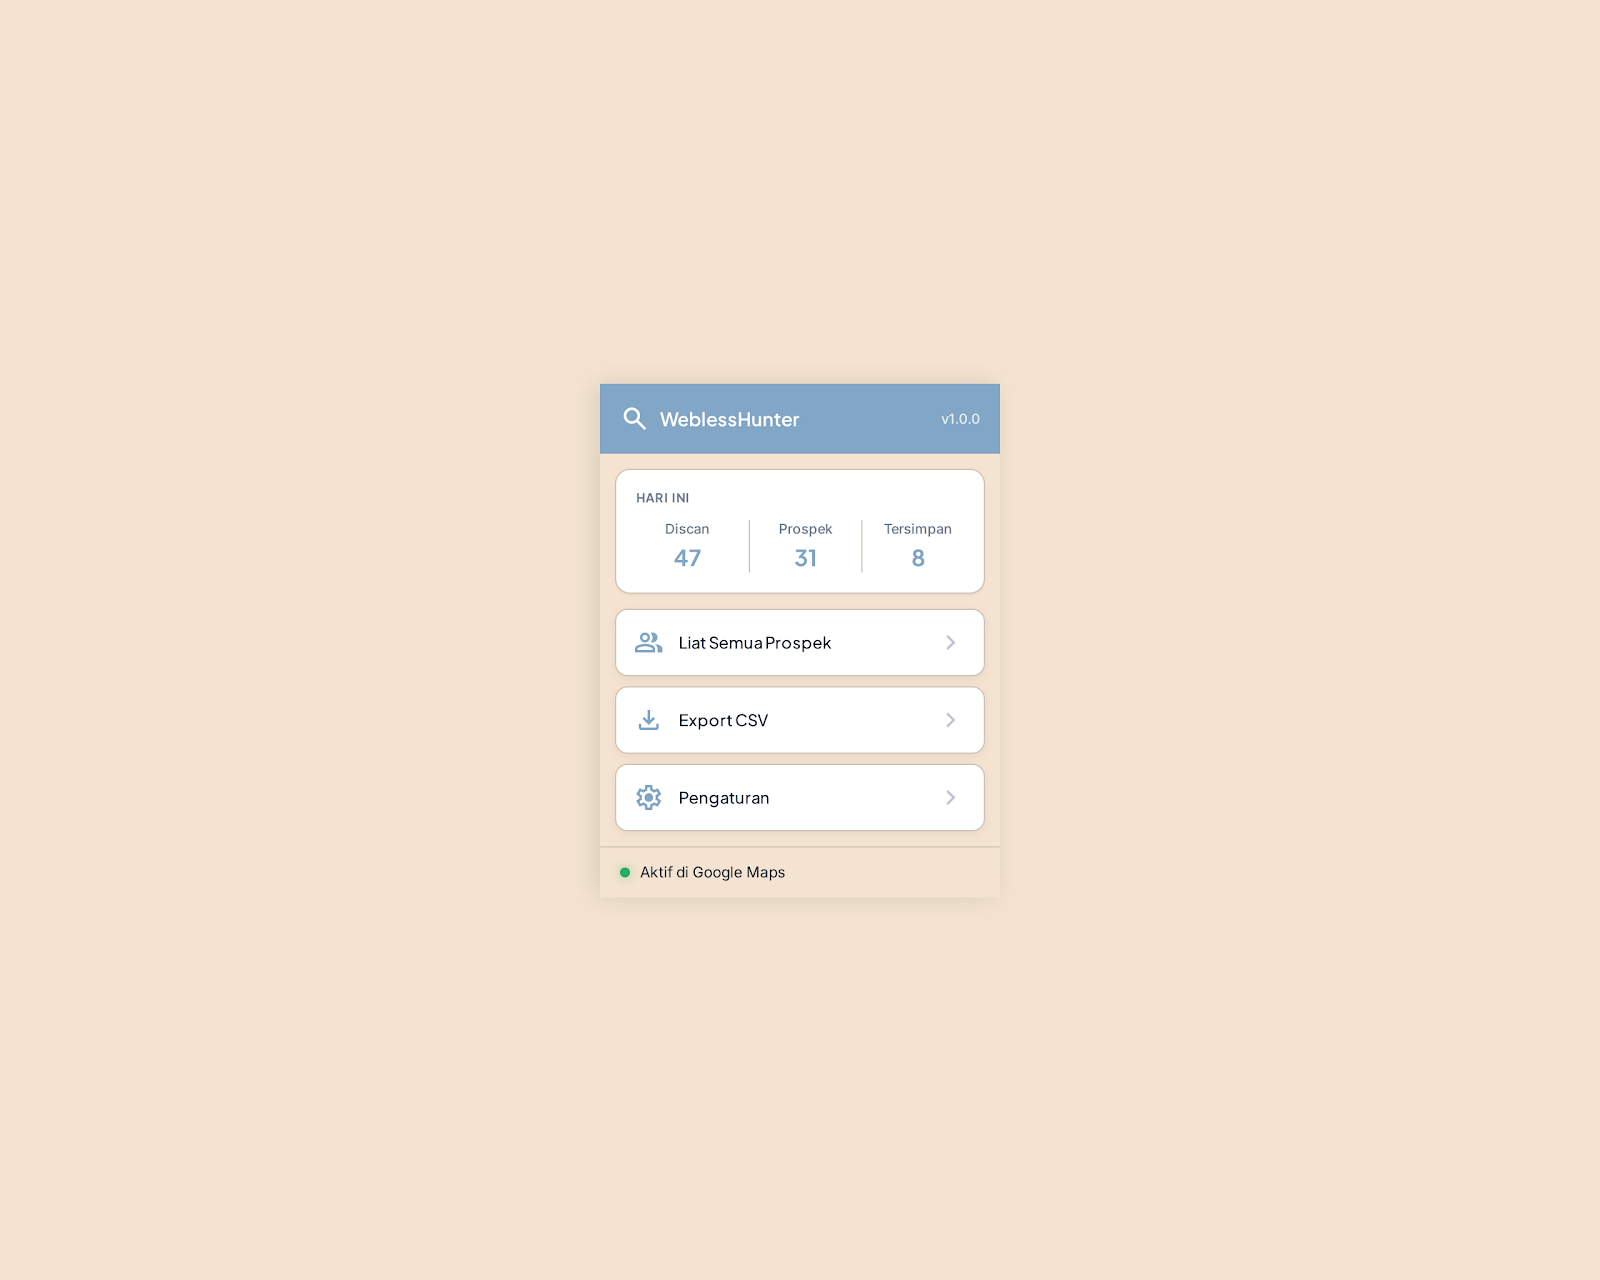 WeblessHunter
v1.0.0
HARI INI
Discan
Prospek
Tersimpan
47
31
8
Liat Semua Prospek
Export CSV
Pengaturan
Aktif di Google Maps